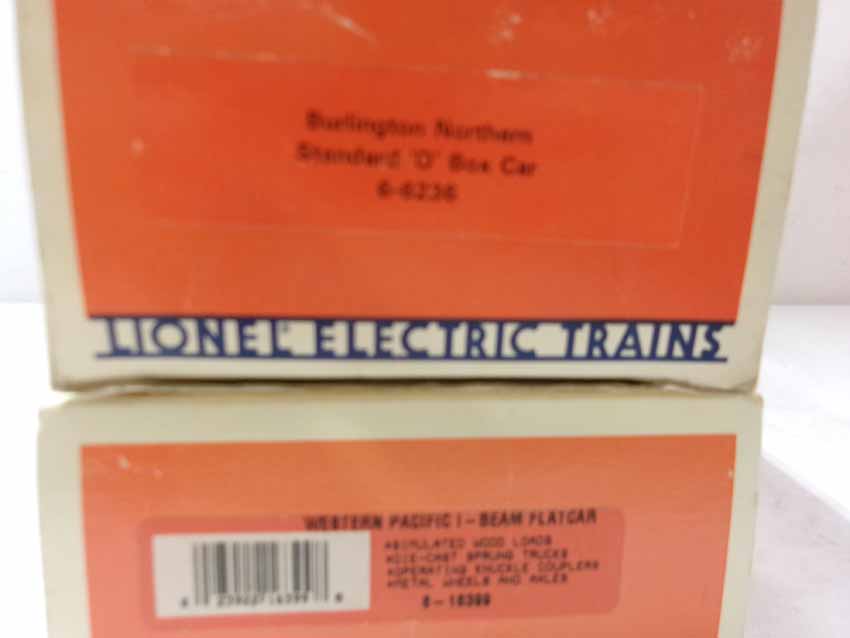 Burlington Northern
Standard 'O' Box Car
6-6236
LIONEL ELECTRIC TRAINS
WESTERN PACIFIC I-BEAM FLATCAR
*SIMULATED WOOD LOADS
*DIE-CAST SPRUNG TRUCKS
*OPERATING KNUCKLE COUPLERS
*METAL WHEELS AND AXLES
6-16399